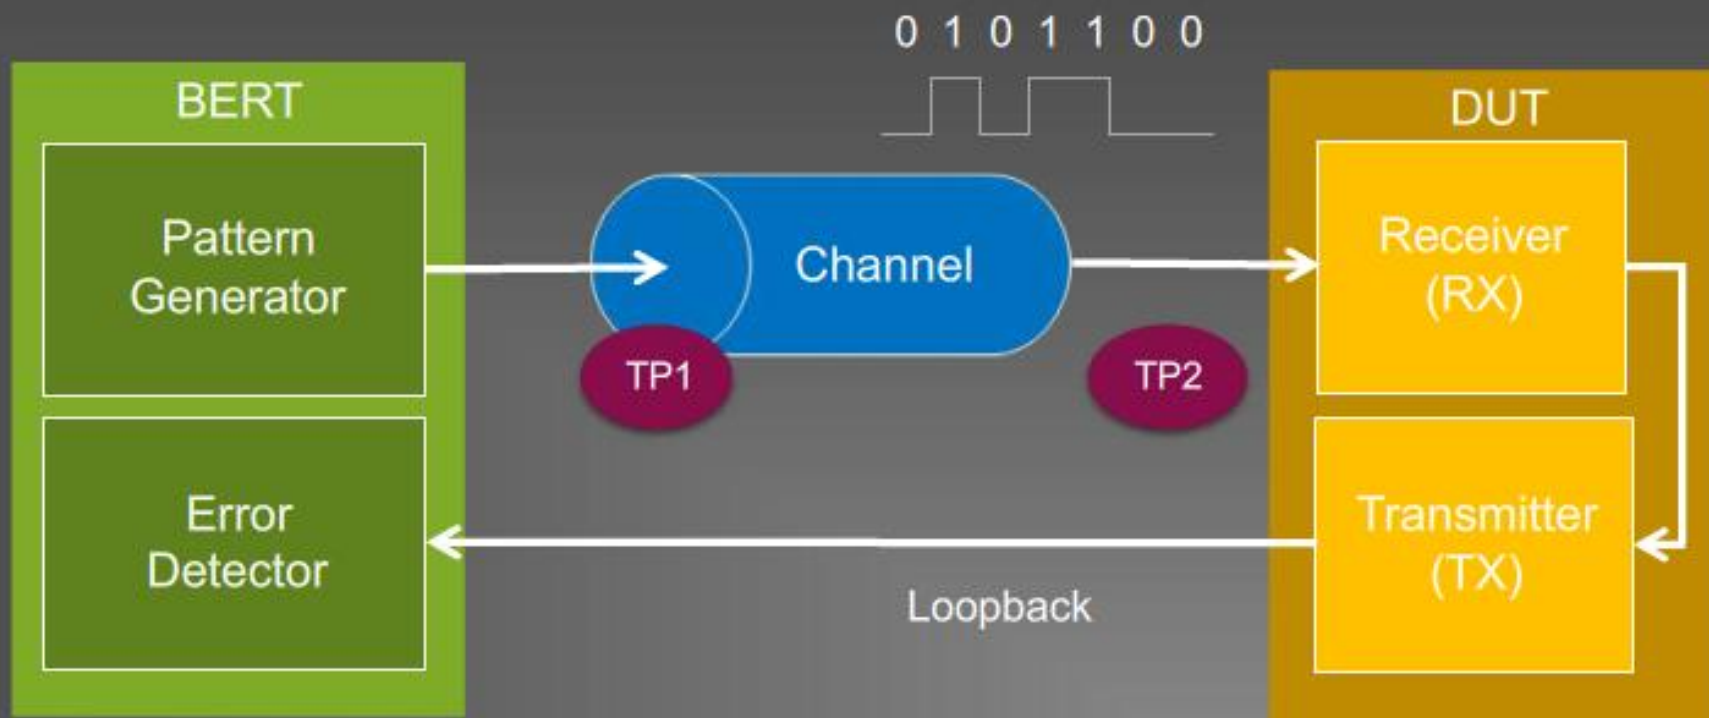 0 1 0 1 1 0 0
BERT
DUT
Pattern
Generator
Channel
Receiver
(RX)
TP1
TP2
Error
Detector
Transmitter
(TX)
Loopback